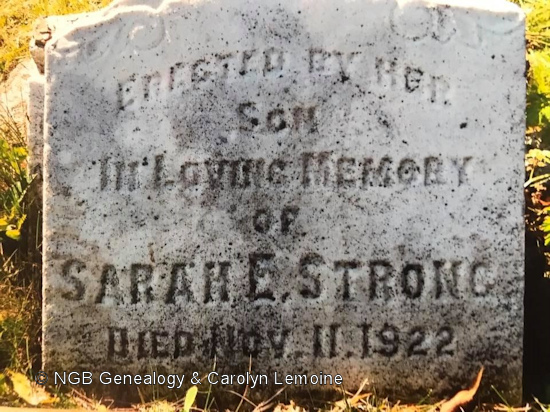 ERECTED BY HER
SON
IN LOVING MEMORY
OF
SARAH E. STRONG
DIED NOV. 11. 1922
© NGB Genealogy & Carolyn Lemoine